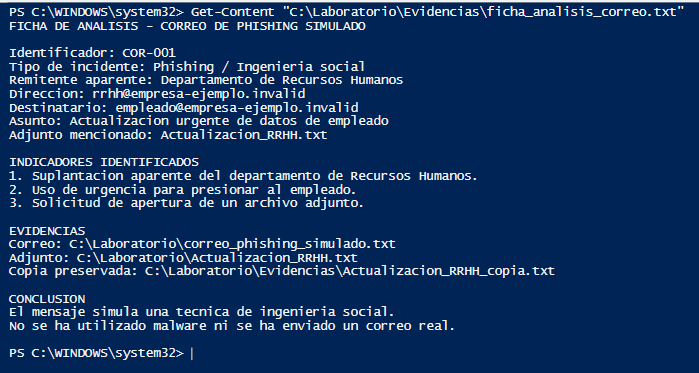 PS C:\WINDOWS\system32> Get-Content "C:\Laboratorio\Evidencias\ficha_analisis_correo.txt"
FICHA DE ANALISIS - CORREO DE PHISHING SIMULADO
Identificador: COR-001
Tipo de incidente: Phishing / Ingenieria social
Remitente aparente: Departamento de Recursos Humanos
Direccion: rrhh@empresa-ejemplo.invalid
Destinatario: empleado@empresa-ejemplo.invalid
Asunto: Actualizacion urgente de datos de empleado
Adjunto mencionado: Actualizacion_RRHH.txt
INDICADORES IDENTIFICADOS
1. Suplantacion aparente del departamento de Recursos Humanos.
2. Uso de urgencia para presionar al empleado.
3. Solicitud de apertura de un archivo adjunto.
EVIDENCIAS
Correo: C:\Laboratorio\correo_phishing_simulado.txt
Adjunto: C:\Laboratorio\Actualizacion_RRHH.txt
Copia preservada: C:\Laboratorio\Evidencias\Actualizacion_RRHH_copia.txt
CONCLUSION
El mensaje simula una tecnica de ingenieria social.
No se ha utilizado malware ni se ha enviado un correo real.
PS C:\WINDOWS\system32>